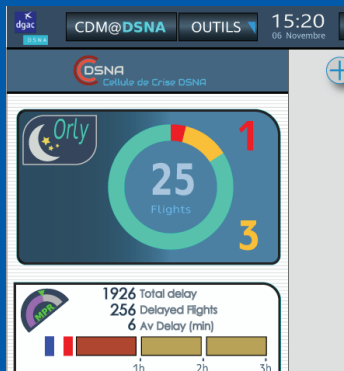 dgac
DSNA
CDM@DSNA
OUTILS
15:20
06 Novembre
DSNA
Cellule de Crise DSNA
Orly
1
25
Flights
3
MPR
1926 Total delay
256 Delayed Flights
6 Av Delay (min)
1h 2h 3h